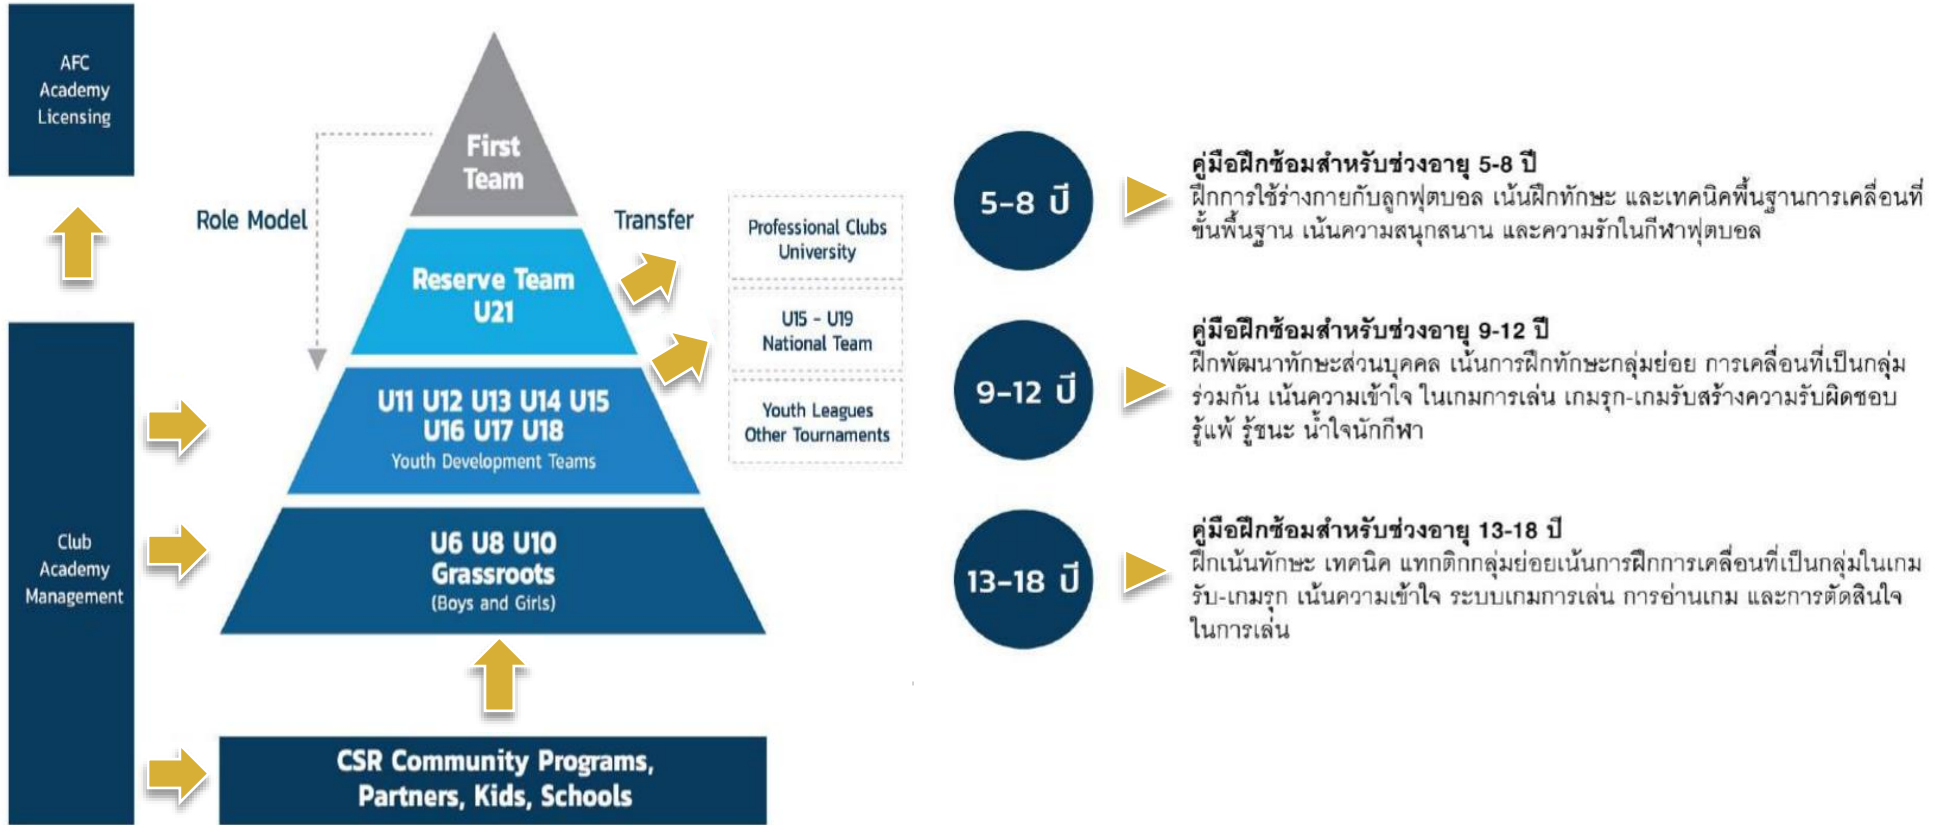 AFC
Academy
Licensing
Club
Academy
Management
Role Model
First
Team
Reserve Team
U21
U11 U12 U13 U14 U15
U16 U17 U18
Youth Development Teams
U6 U8 U10
Grassroots
(Boys and Girls)
CSR Community Programs,
Partners, Kids, Schools
Transfer
Professional Clubs
University
U15 - U19
National Team
Youth Leagues
Other Tournaments
5-8 ปี
คู่มือฝึกซ้อมสำหรับช่วงอายุ 5-8 ปี
ฝึกการใช้ร่างกายกับลูกฟุตบอล เน้นฝึกทักษะ และเทคนิคพื้นฐานการเคลื่อนที่
ขั้นพื้นฐาน เน้นความสนุกสนาน และความรักในกีฬาฟุตบอล
9-12 ปี
คู่มือฝึกซ้อมสำหรับช่วงอายุ 9-12 ปี
ฝึกพัฒนาทักษะส่วนบุคคล เน้นการฝึกทักษะกลุ่มย่อย การเคลื่อนที่เป็นกลุ่ม
ร่วมกัน เน้นความเข้าใจ ในเกมการเล่น เกมรุก-เกมรับสร้างความรับผิดชอบ
รู้แพ้ รู้ชนะ น้ำใจนักกีฬา
13-18 ปี
คู่มือฝึกซ้อมสำหรับช่วงอายุ 13-18 ปี
ฝึกเน้นทักษะ เทคนิค แทกติกกลุ่มย่อยเน้นการฝึกการเคลื่อนที่เป็นกลุ่มในเกม
รับ-เกมรุก เน้นความเข้าใจ ระบบเกมการเล่น การอ่านเกม และการตัดสินใจ
ในการเล่น